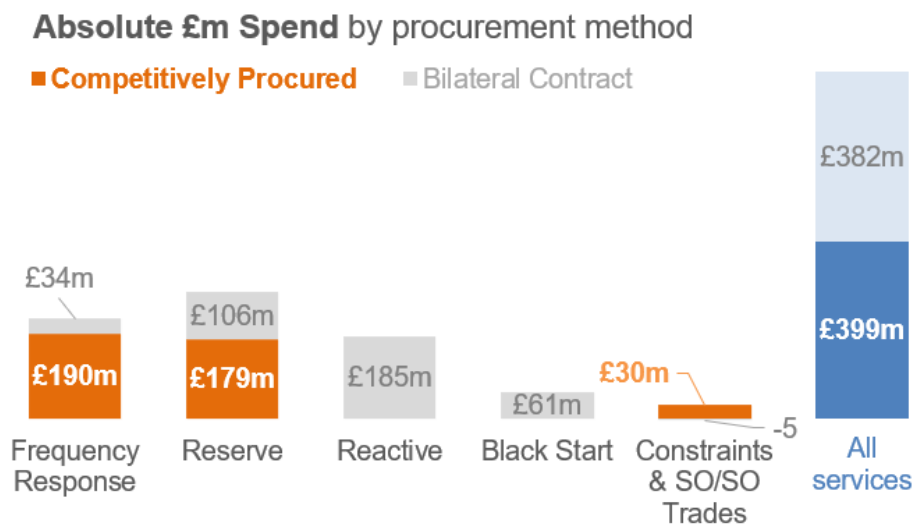 Absolute £m Spend by procurement method
Competitively Procured
Bilateral Contract
£382m
£34m
£106m
£190m
£179m
£185m
£61m
£30m
-5
£399m
Frequency
Response
Reserve
Reactive
Black Start
Constraints
& SO/SO
Trades
All
services